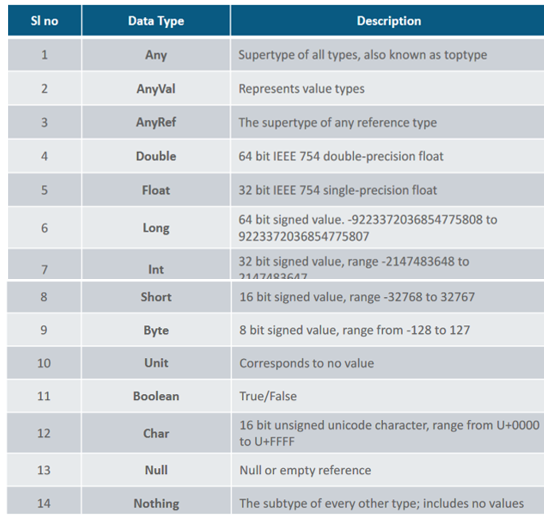 Sl no Data Type Description
1 Any Supertype of all types, also known as toptype
2 AnyVal Represents value types
3 AnyRef The supertype of any reference type
4 Double 64 bit IEEE 754 double-precision float
5 Float 32 bit IEEE 754 single-precision float
6 Long 64 bit signed value. -9223372036854775808 to
9223372036854775807
7 Int 32 bit signed value, range -2147483648 to
2147483647
8 Short 16 bit signed value, range -32768 to 32767
9 Byte 8 bit signed value, range from -128 to 127
10 Unit Corresponds to no value
11 Boolean True/False
12 Char 16 bit unsigned unicode character, range from U+0000
to U+FFFF
13 Null Null or empty reference
14 Nothing The subtype of every other type; includes no values